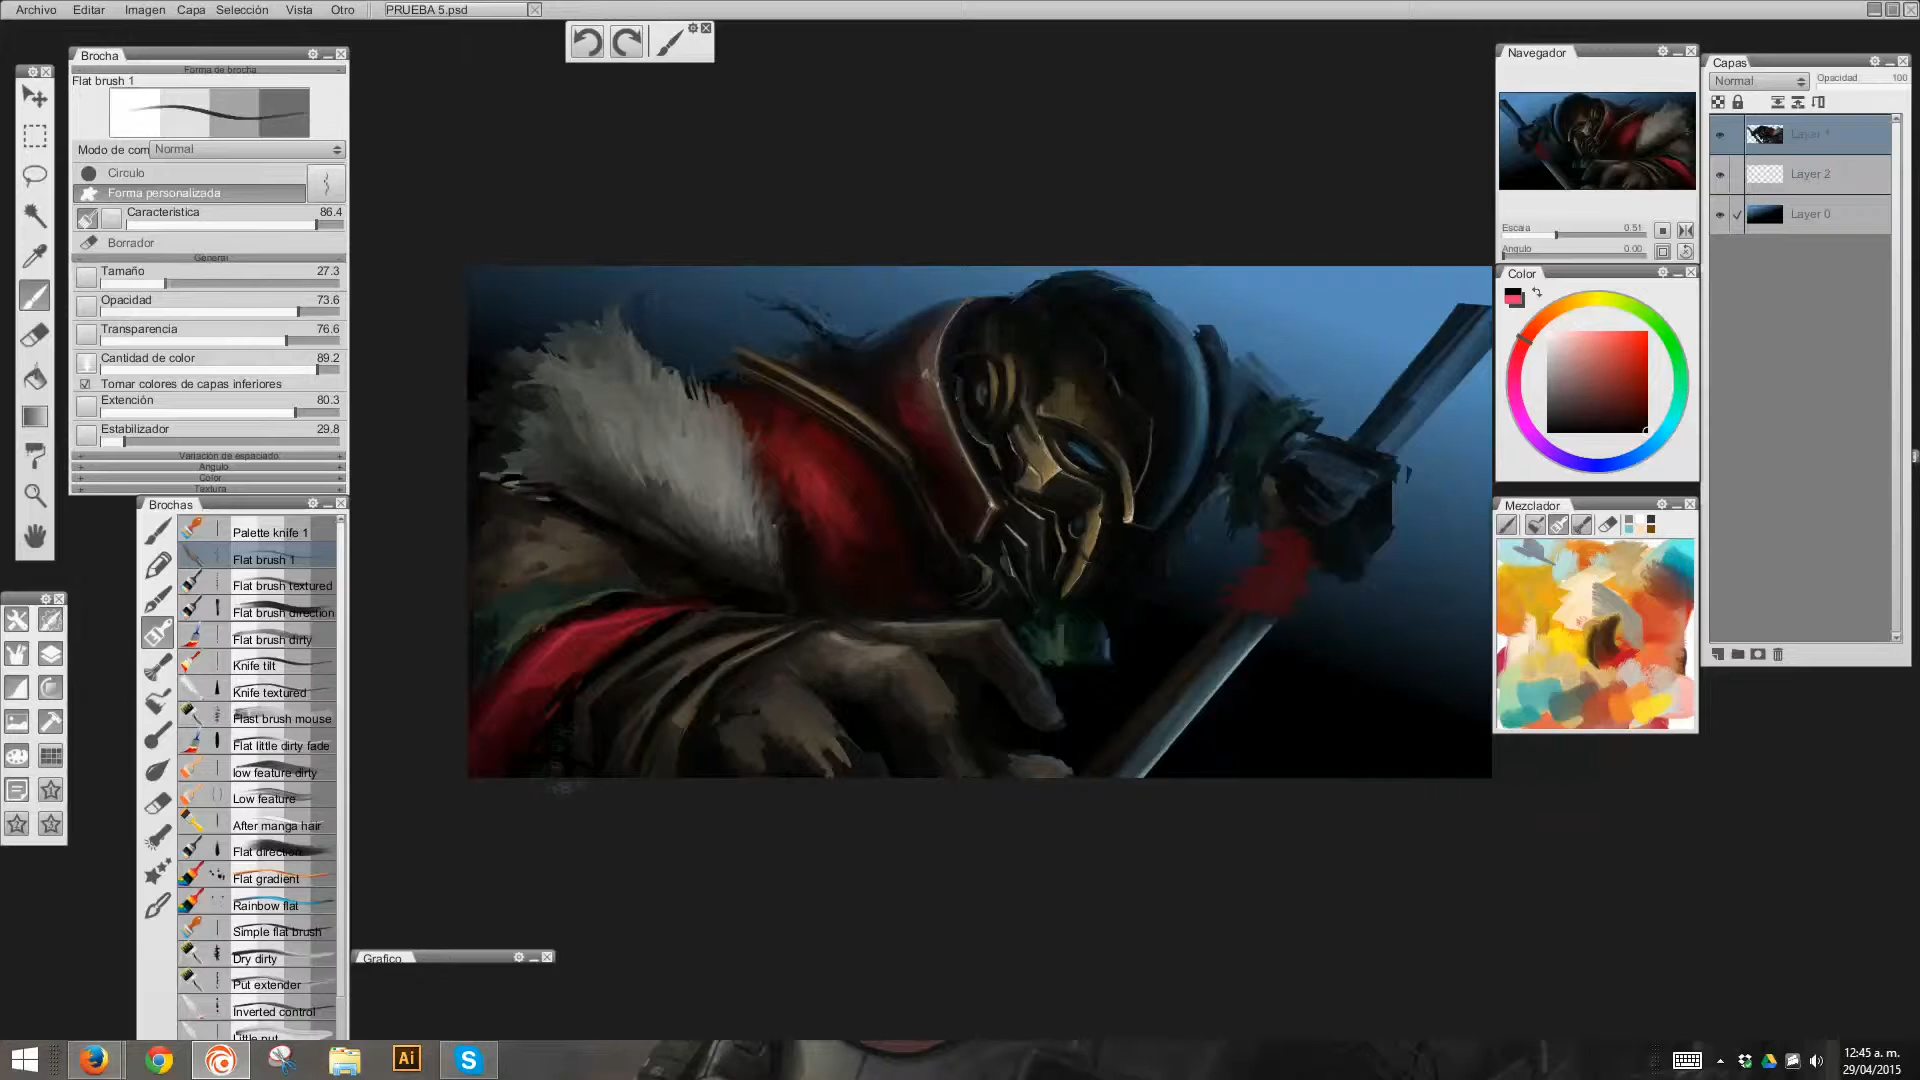 Archivo Editar Imagen Capa Selección Vista Otro PRUEBA 5.psd
Brocha
Forma de brocha
Flat brush 1
Modo de com Normal
Circulo
Forma personalizada
Caracteristica 86.4
Borrador
General
Tamaño 27.3
Opacidad 73.6
Transparencia 76.6
Cantidad de color 89.2
Tomar colores de capas inferiores
Extención 80.3
Estabilizador 29.8
Variación de espaciado
Angulo
Color
Textura
Brochas
Palette knife 1
Flat brush 1
Flat brush textured
Flat brush direction
Flat brush dirty
Knife tilt
Knife textured
Flast brush mouse
Flat little dirty fade
low feature dirty
Low feature
After manga hair
Flat direction
Flat gradient
Rainbow flat
Simple flat brush
Dry dirty
Put extender
Inverted control
Little put
Grafico
Navegador
Escala 0.51
Angulo 0.00
Color
Mezclador
Capas
Normal Opacidad 100
Layer 2
Layer 0
Ai
S
12:45 a. m.
29/04/2015